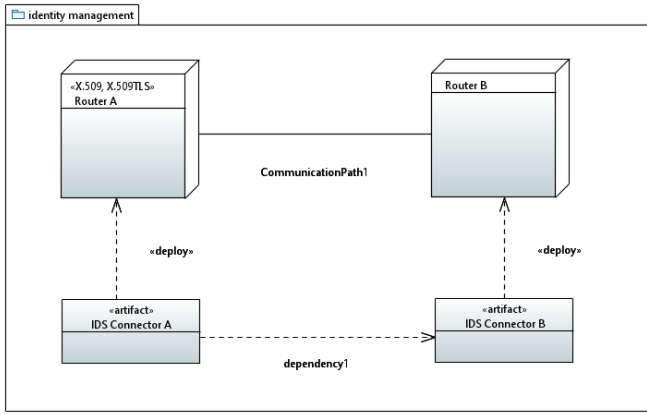 identity management
«X.509, X.509TLS»
Router A
Router B
CommunicationPath1
«deploy»
«deploy»
«artifact»
IDS Connector A
«artifact»
IDS Connector B
dependency1